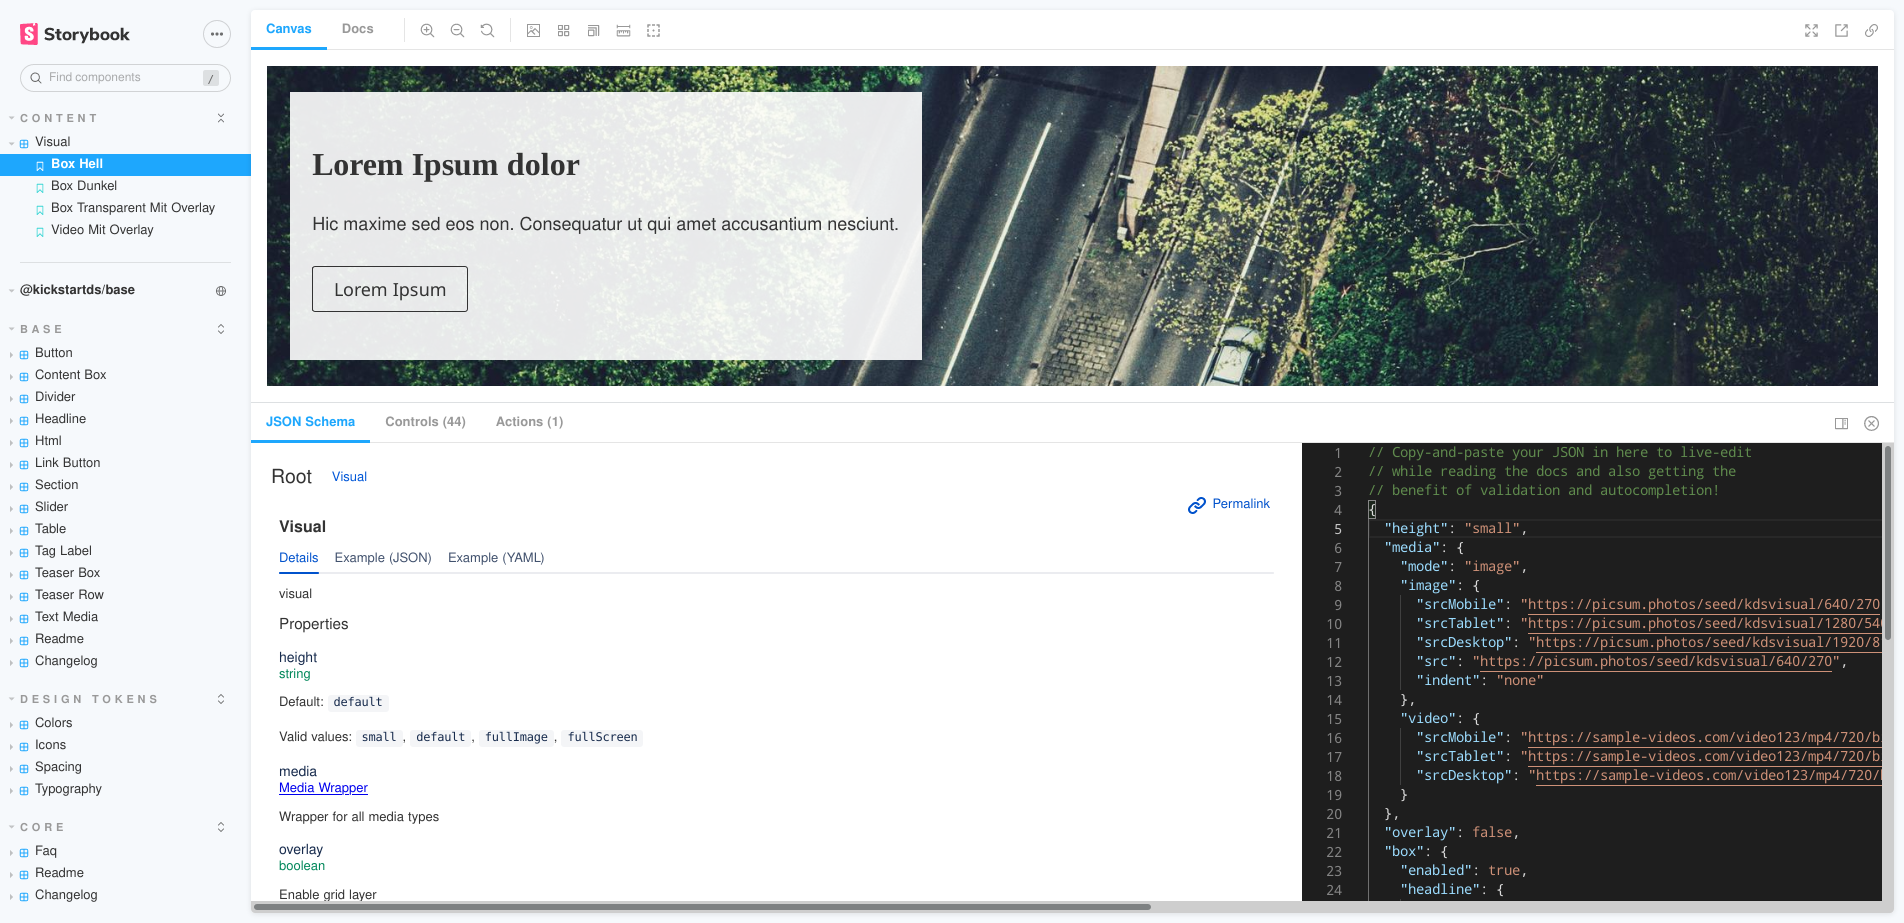 Storybook
Find components
/
CONTENT
Visual
Box Hell
Box Dunkel
Box Transparent Mit Overlay
Video Mit Overlay
@kickstartds/base
BASE
Button
Content Box
Divider
Headline
Html
Link Button
Section
Slider
Table
Tag Label
Teaser Box
Teaser Row
Text Media
Readme
Changelog
DESIGN TOKENS
Colors
Icons
Spacing
Typography
CORE
Faq
Readme
Changelog
Canvas Docs
Lorem Ipsum dolor
Hic maxime sed eos non. Consequatur ut qui amet accusantium nesciunt.
Lorem Ipsum
JSON Schema Controls (44) Actions (1)
Root Visual
Permalink
Visual
Details Example (JSON) Example (YAML)
visual
Properties
height
string
Default: default
Valid values: small , default , fullImage , fullScreen
media
Media Wrapper
Wrapper for all media types
overlay
boolean
Enable grid layer
1 // Copy-and-paste your JSON in here to live-edit
2 // while reading the docs and also getting the
3 // benefit of validation and autocompletion!
4 {
5 "height": "small",
6 "media": {
7 "mode": "image",
8 "image": {
9 "srcMobile": "https://picsum.photos/seed/kdsvisual/640/270
10 "srcTablet": "https://picsum.photos/seed/kdsvisual/1280/54
11 "srcDesktop": "https://picsum.photos/seed/kdsvisual/1920/8
12 "src": "https://picsum.photos/seed/kdsvisual/640/270",
13 "indent": "none"
14 },
15 "video": {
16 "srcMobile": "https://sample-videos.com/video123/mp4/720/b
17 "srcTablet": "https://sample-videos.com/video123/mp4/720/b
18 "srcDesktop": "https://sample-videos.com/video123/mp4/720/
19 }
20 },
21 "overlay": false,
22 "box": {
23 "enabled": true,
24 "headline": {